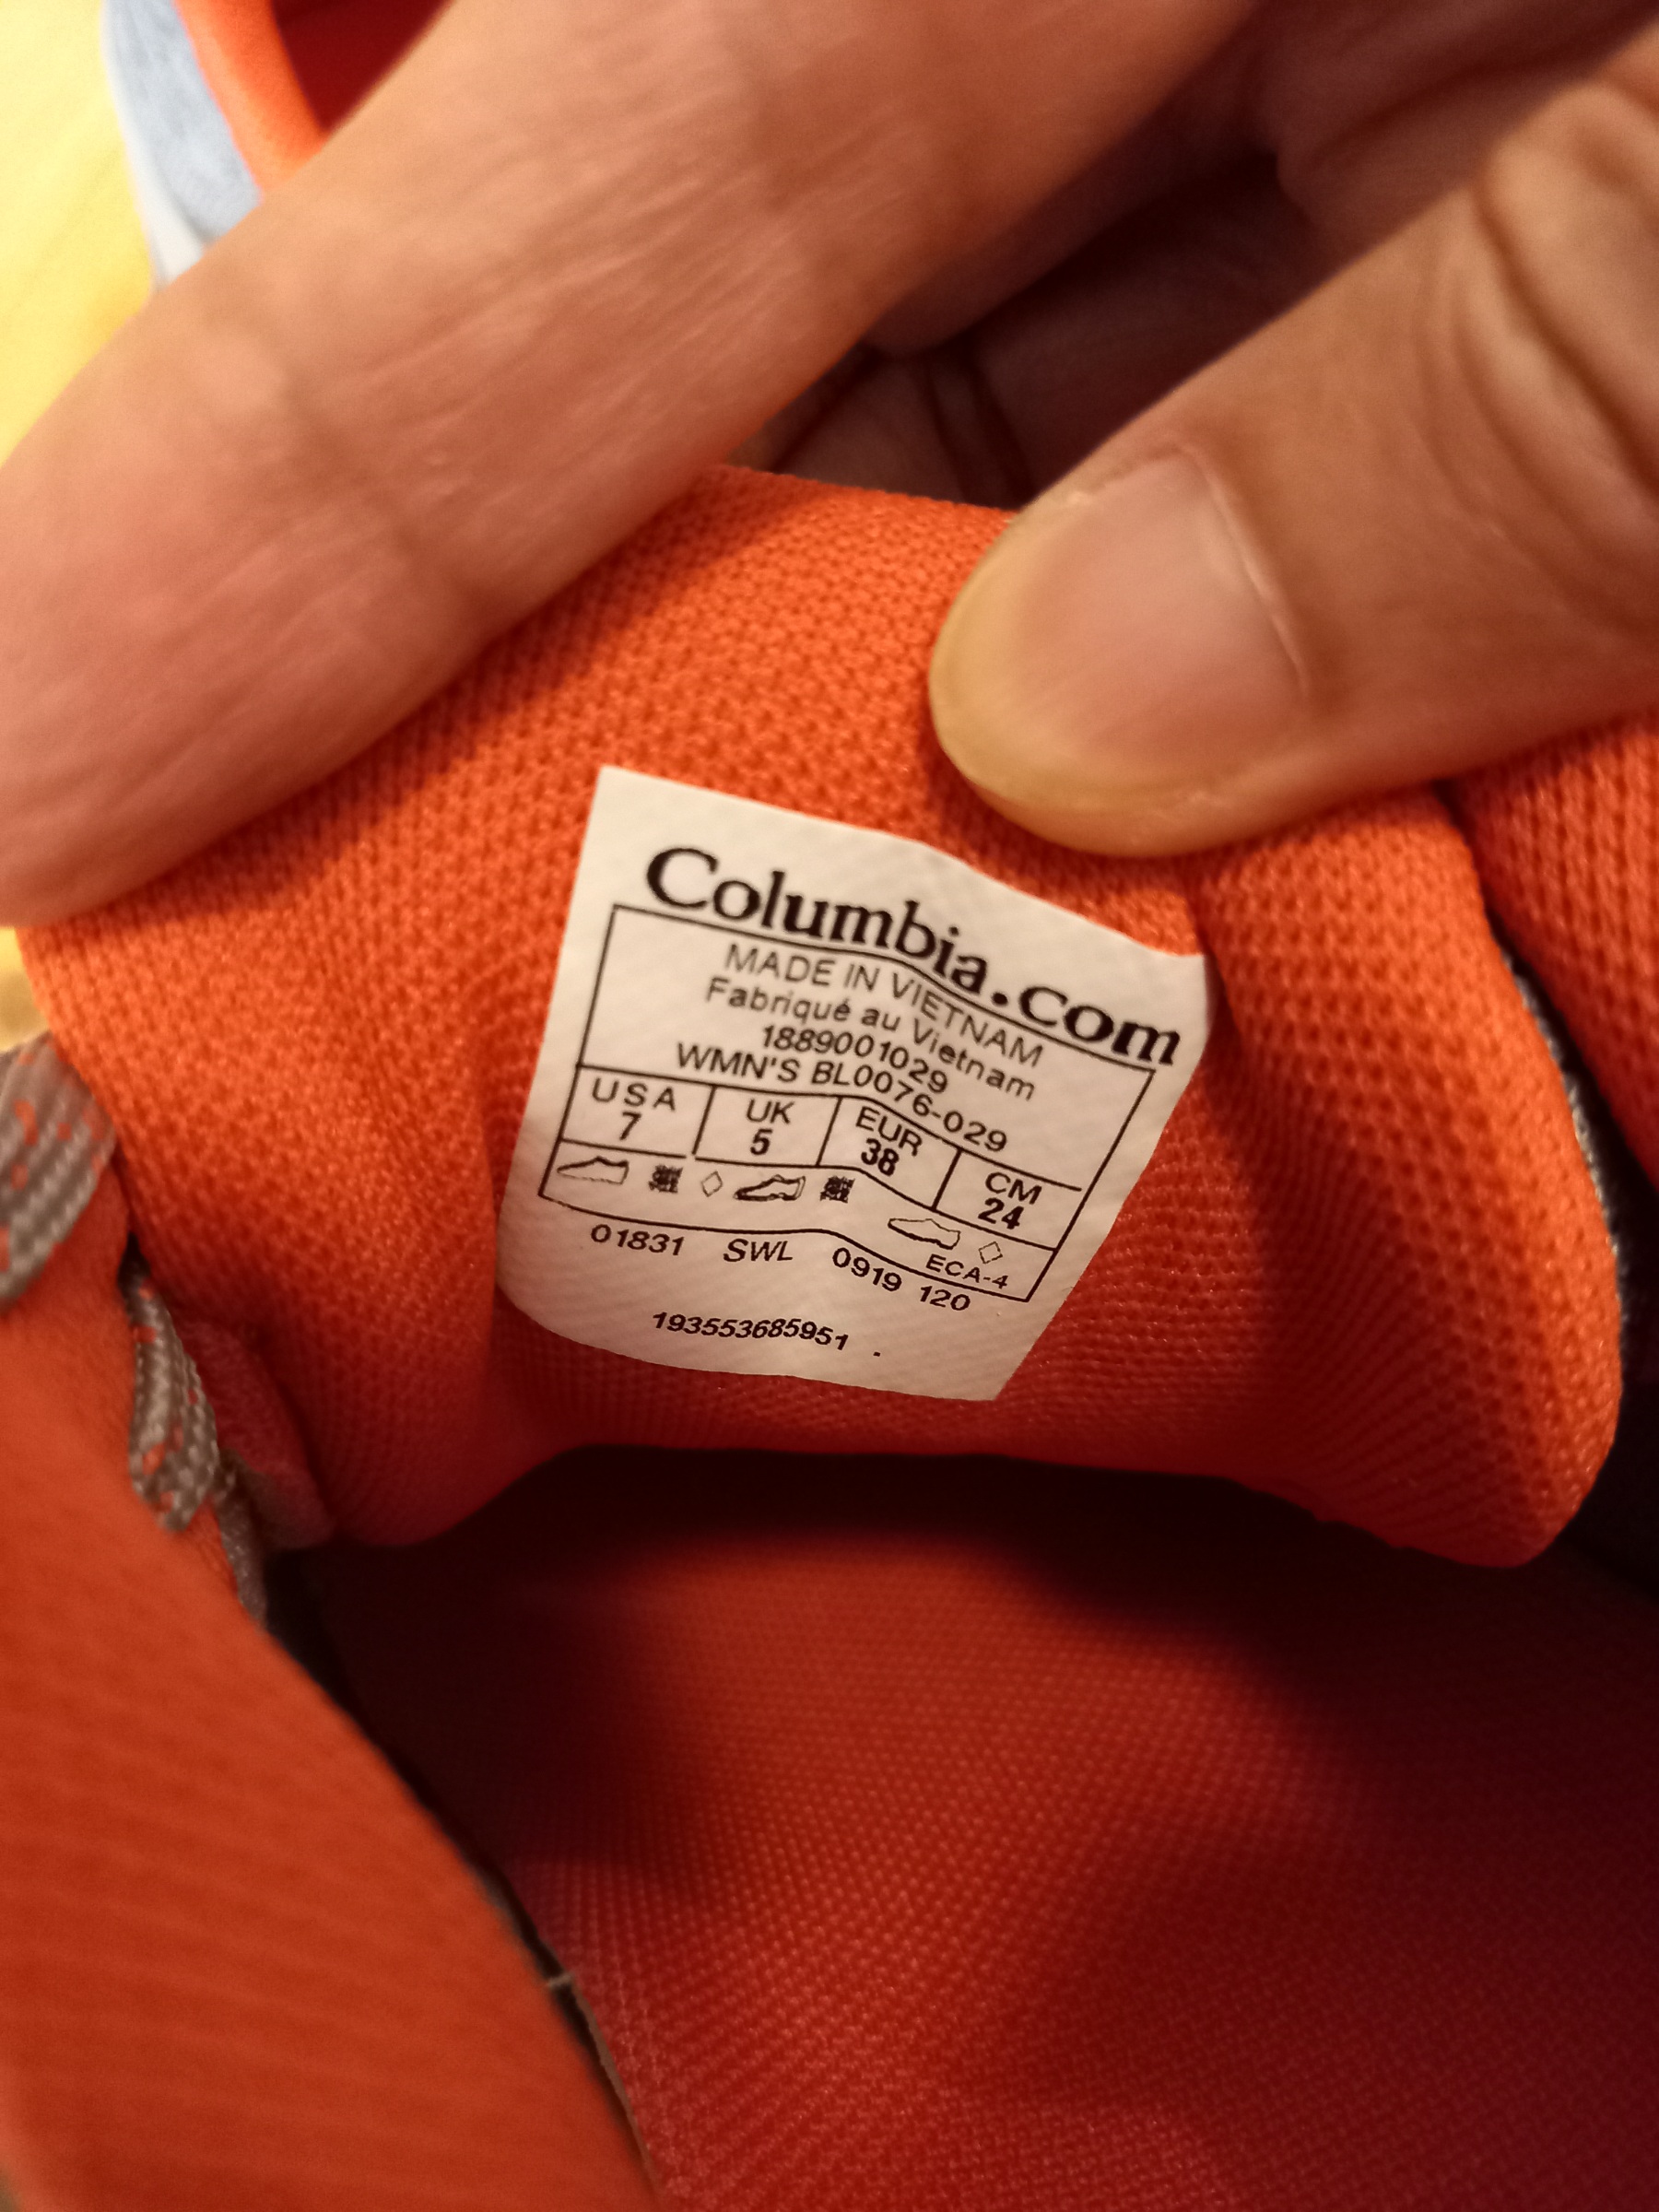 Columbia.com
MADE IN VIETNAM
Fabriqué au Vietnam
1889001029
WMN'S BL0076-029
USA UK EUR CM
7 5 38 24
ECA-4
01831 SWL 0919 120
193553685951 .